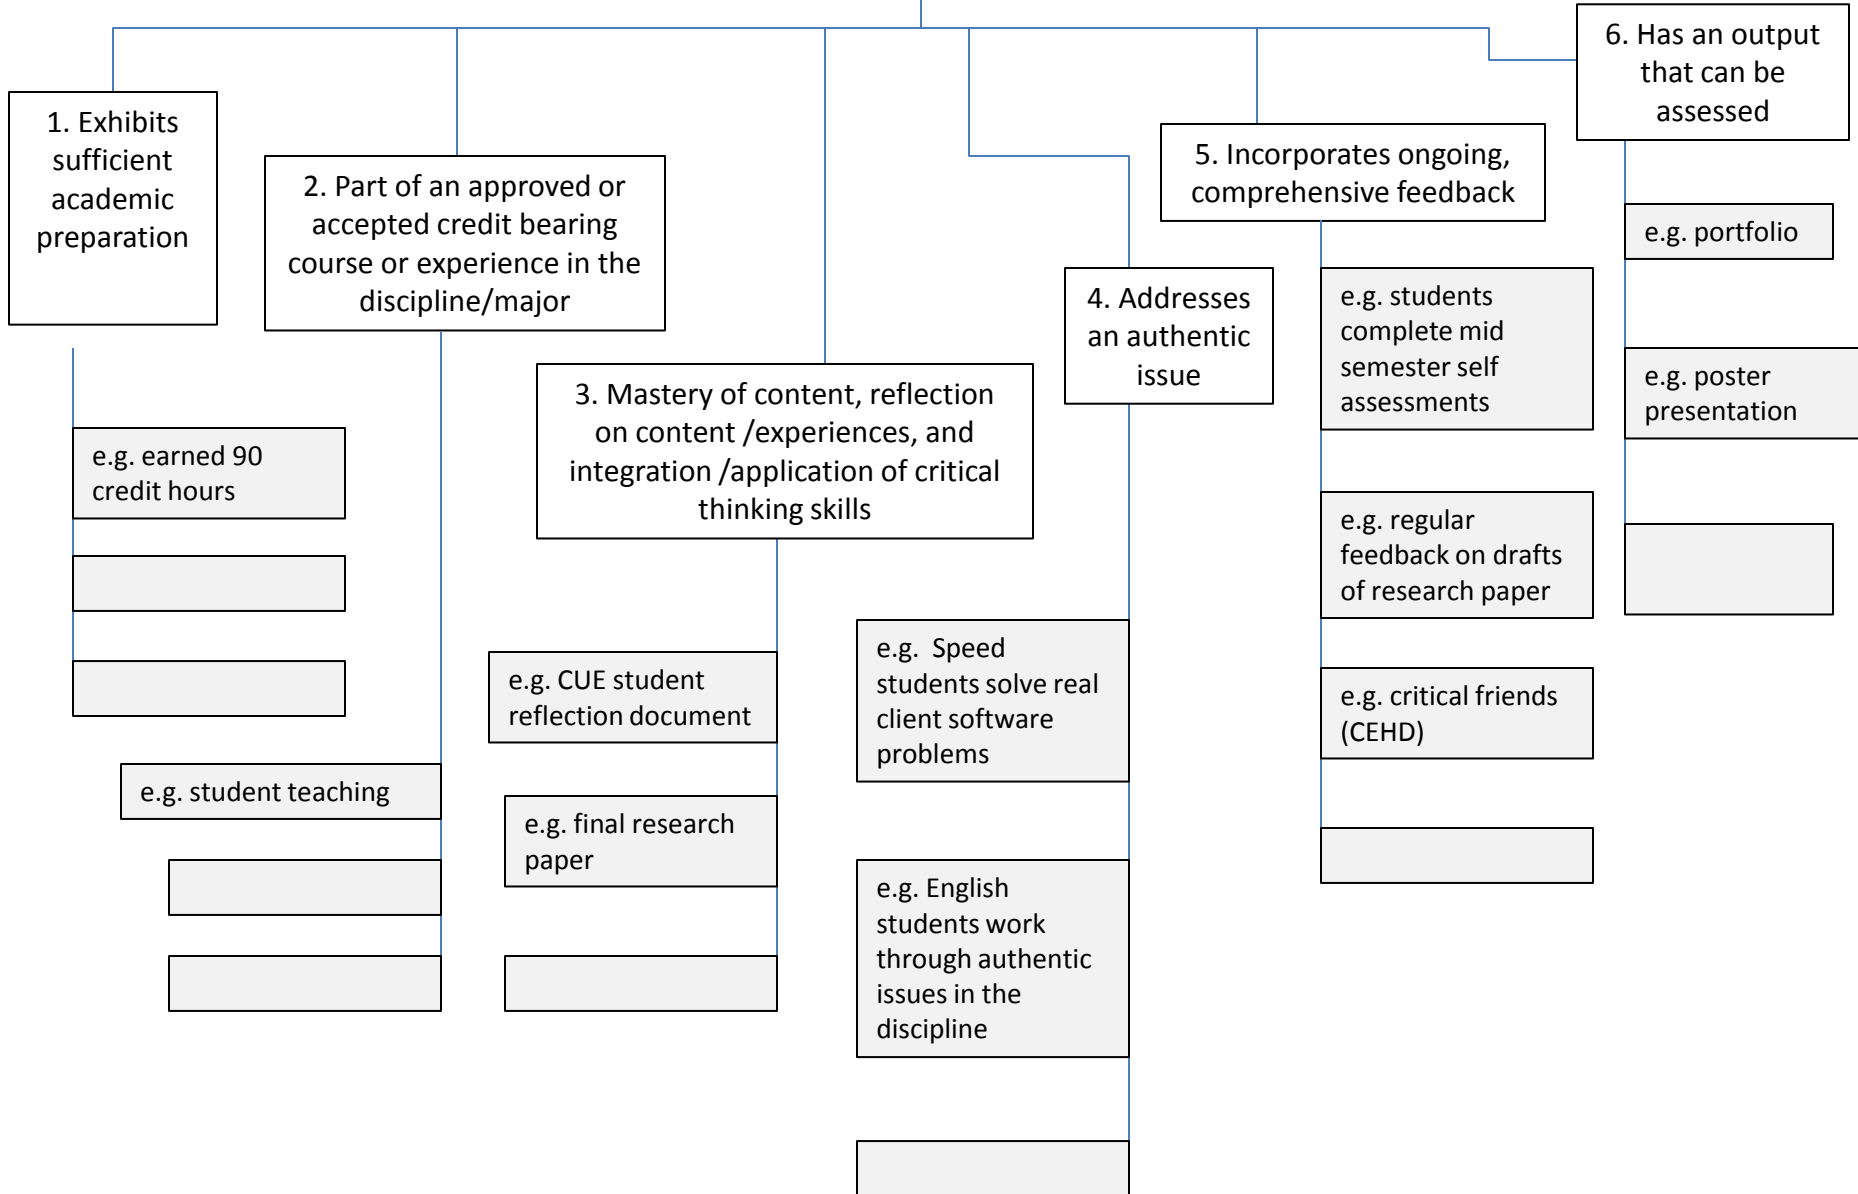 1. Exhibits
sufficient
academic
preparation
e.g. earned 90
credit hours
2. Part of an approved or
accepted credit bearing
course or experience in the
discipline/major
e.g. student teaching
3. Mastery of content, reflection
on content /experiences, and
integration /application of critical
thinking skills
e.g. CUE student
reflection document
e.g. final research
paper
4. Addresses
an authentic
issue
e.g. Speed
students solve real
client software
problems
e.g. English
students work
through authentic
issues in the
discipline
5. Incorporates ongoing,
comprehensive feedback
e.g. students
complete mid
semester self
assessments
e.g. regular
feedback on drafts
of research paper
e.g. critical friends
(CEHD)
6. Has an output
that can be
assessed
e.g. portfolio
e.g. poster
presentation